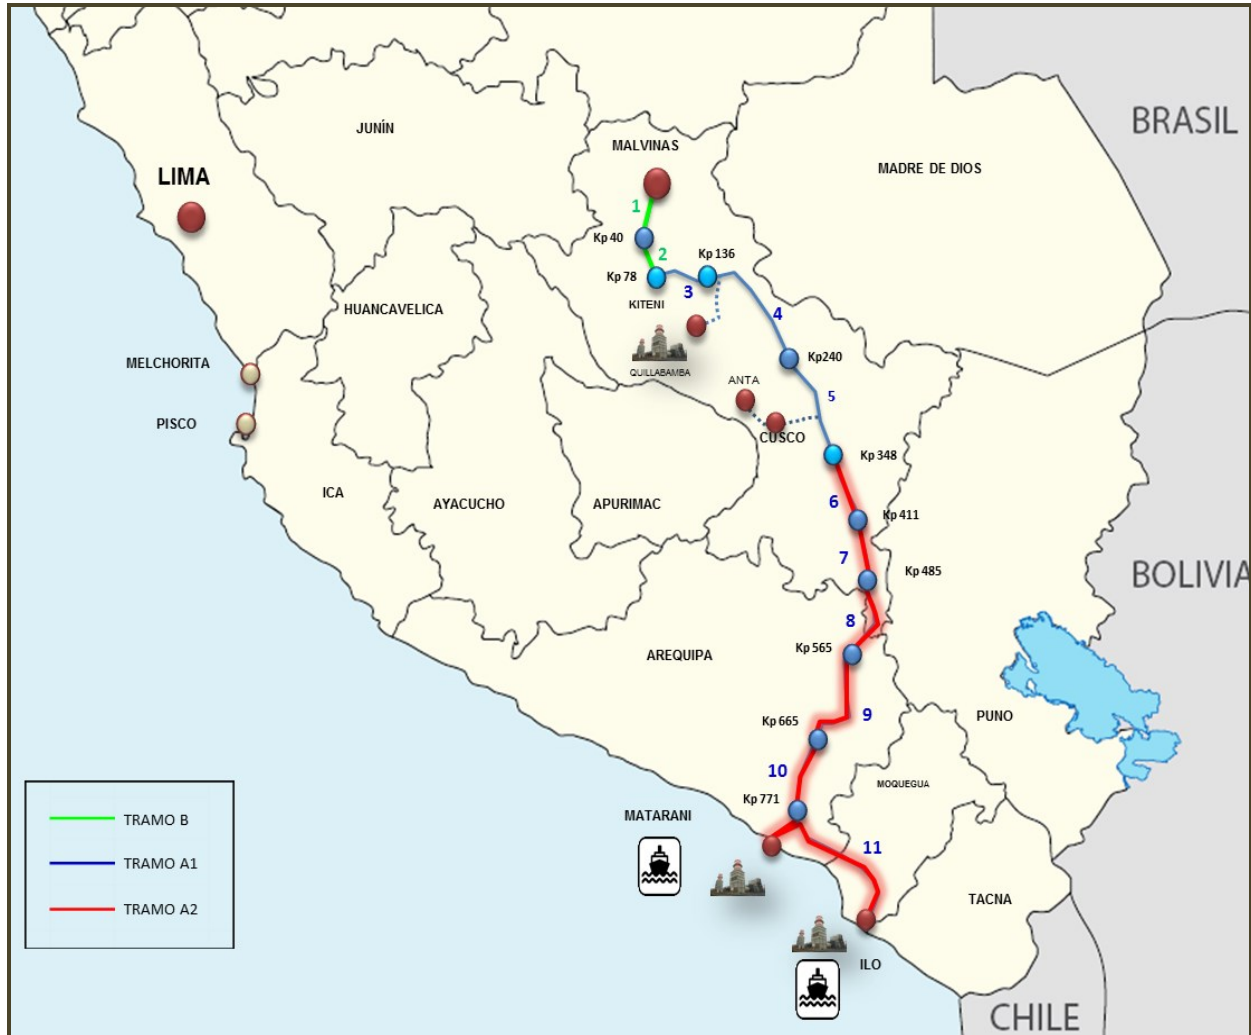 BRASIL
JUNÍN
MALVINAS
MADRE DE DIOS
LIMA
1
Kp 40
2
Kp 136
Kp 78
3
KITENI
HUANCAVELICA
4
Kp240
MELCHORITA
QUILLABAMBA
ANTA
5
PISCO
CUSCO
Kp 348
ICA
AYACUCHO
APURIMAC
6
Kp 411
7
Kp 485
BOLIVIA
8
Kp 565
AREQUIPA
9
PUNO
Kp 665
10
MOQUEGUA
Kp 771
MATARANI
11
TRAMO B
TRAMO A1
TRAMO A2
TACNA
ILO
CHILE